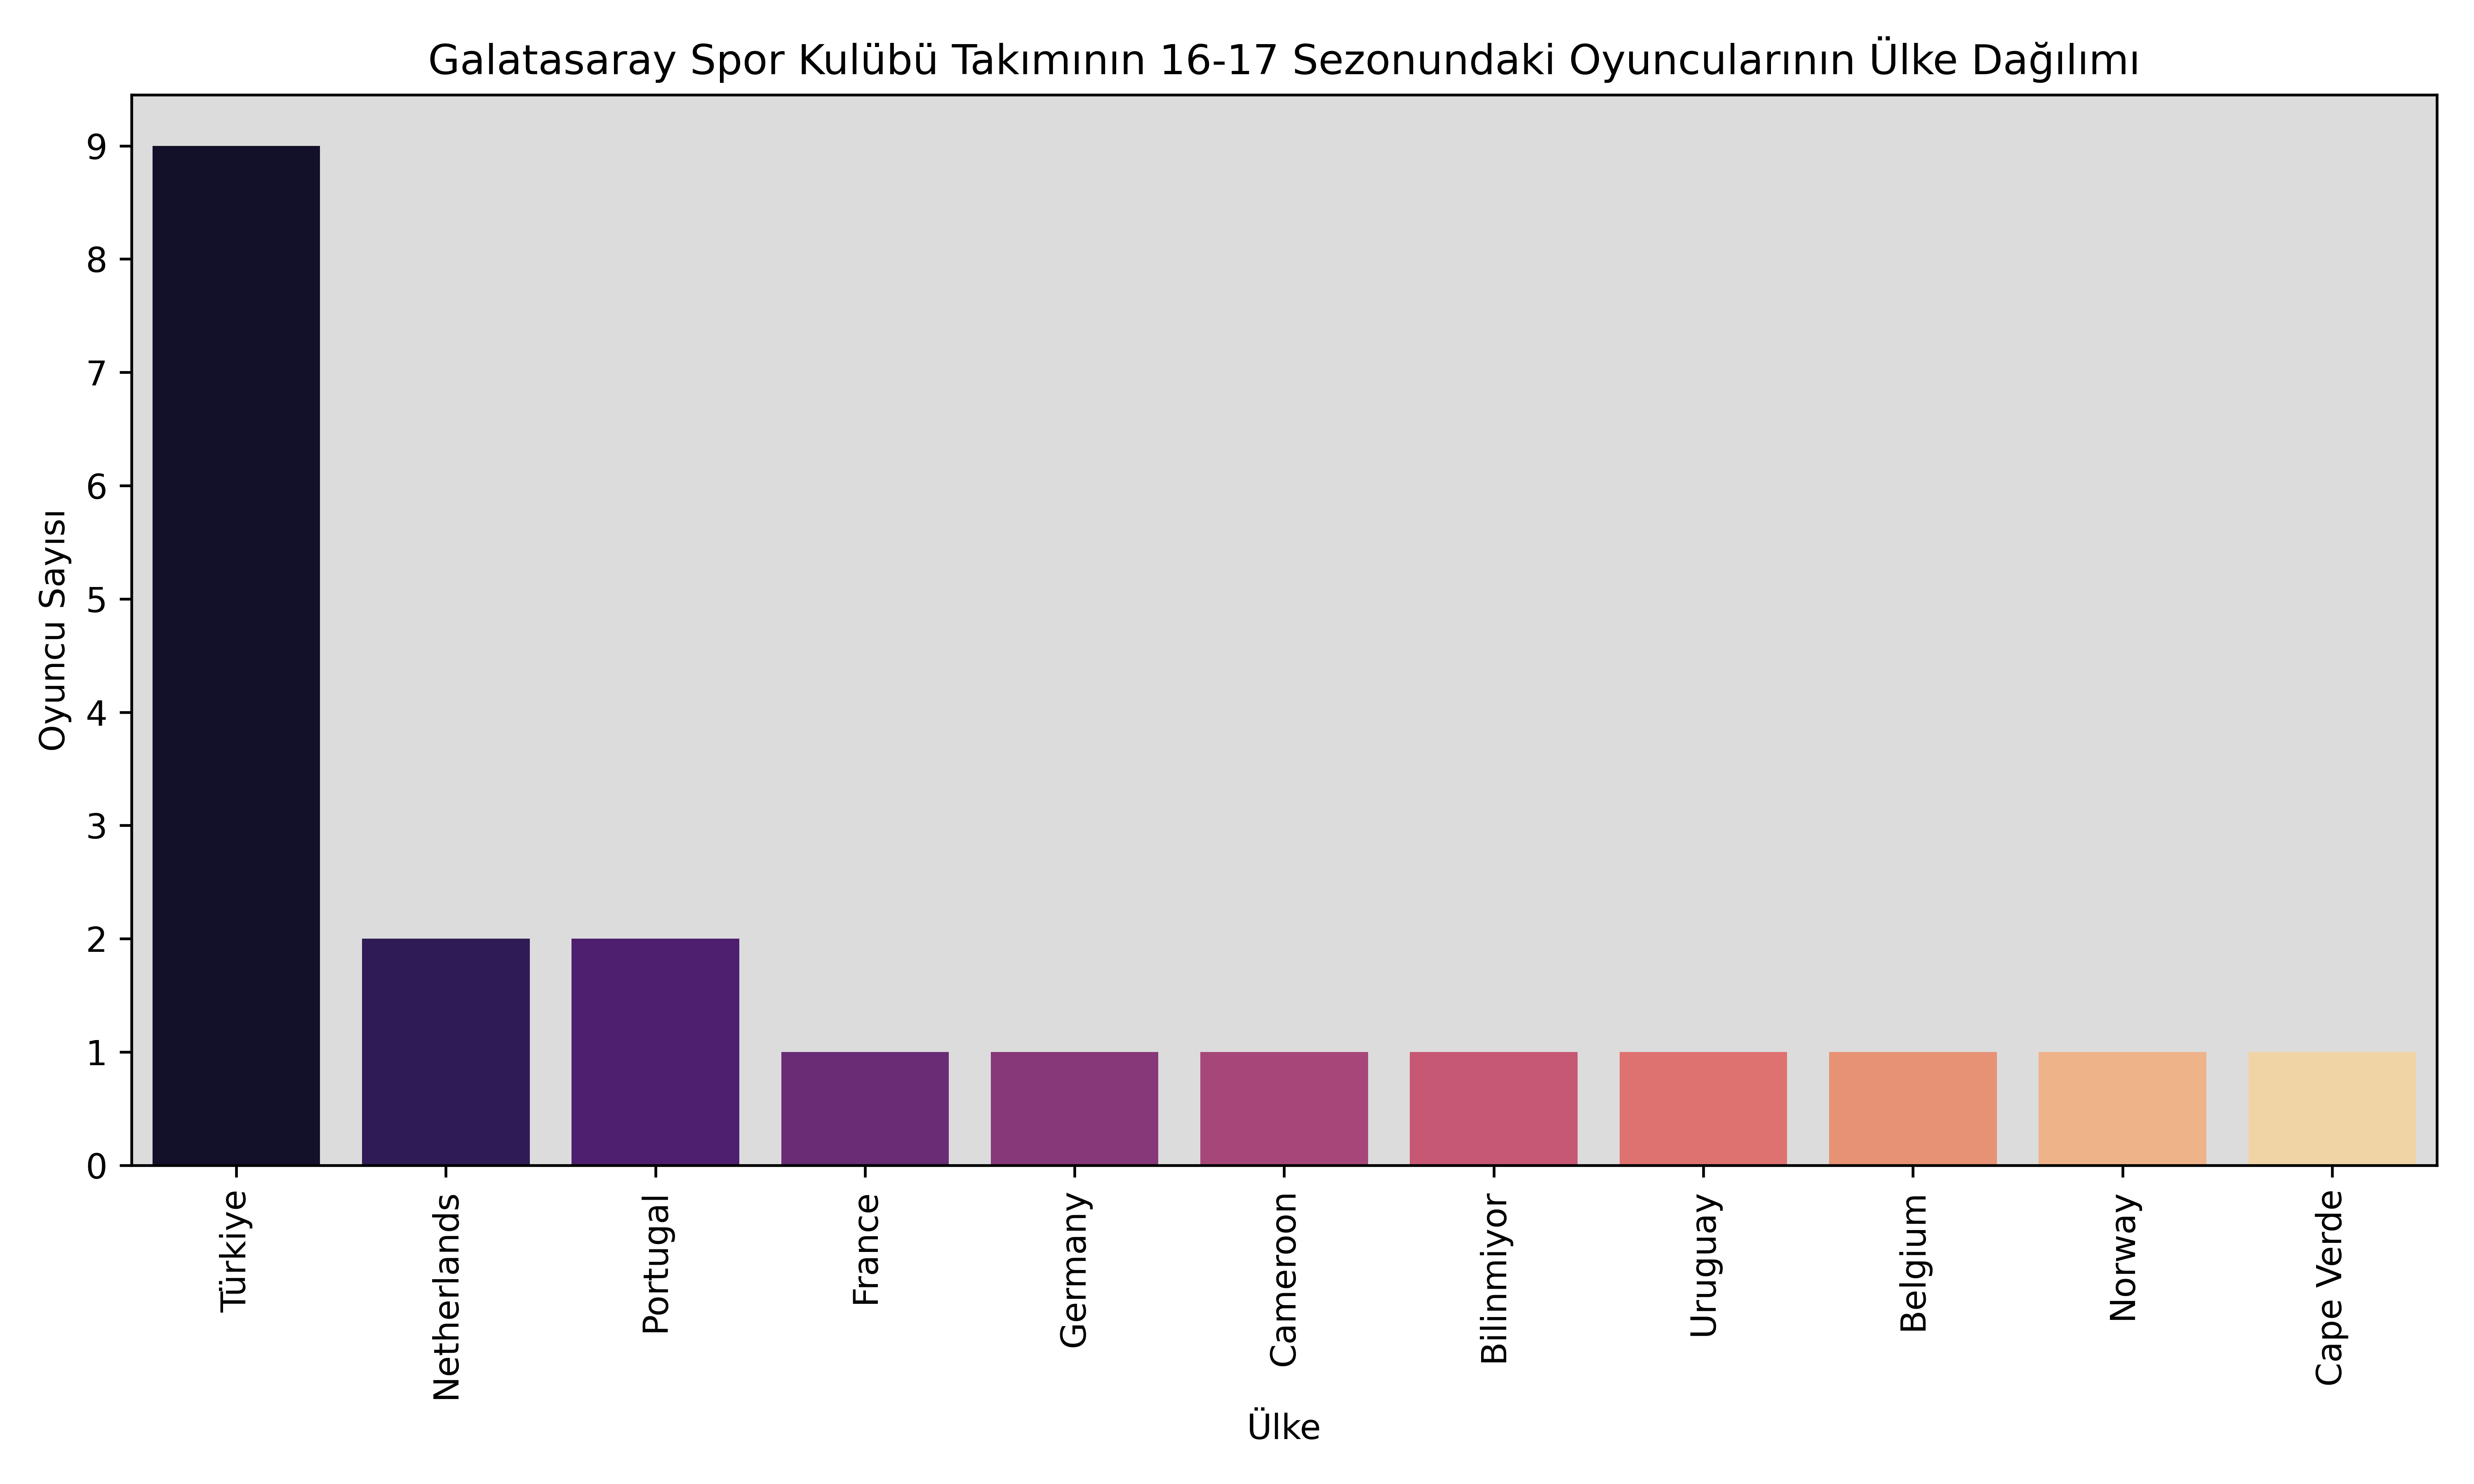 Galatasaray Spor Kulübü Takımının 16-17 Sezonundaki Oyuncularının Ülke Dağılımı
Oyuncu Sayısı
9
8
7
6
5
4
3
2
1
0
Türkiye
Netherlands
Portugal
France
Germany
Cameroon
Bilinmiyor
Uruguay
Belgium
Norway
Cape Verde
Ülke